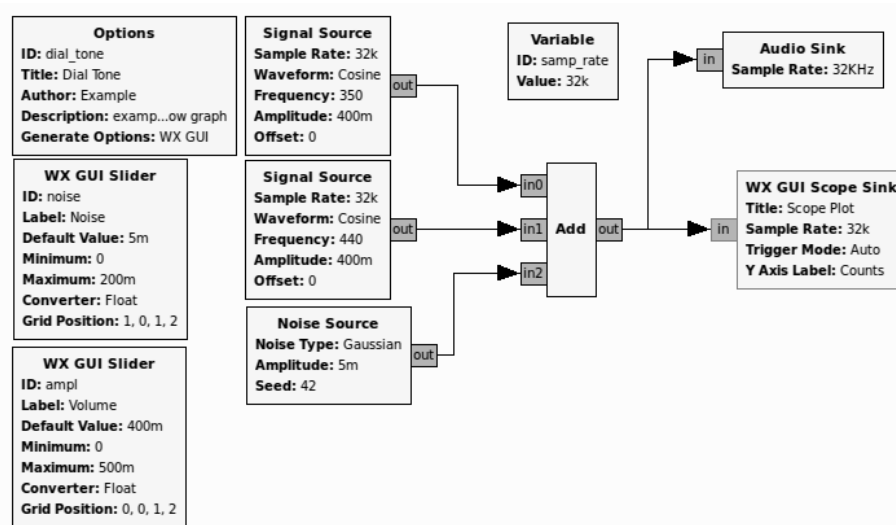 Options
ID: dial_tone
Title: Dial Tone
Author: Example
Description: examp...ow graph
Generate Options: WX GUI
Signal Source
Sample Rate: 32k
Waveform: Cosine
Frequency: 350
Amplitude: 400m
Offset: 0
out
Variable
ID: samp_rate
Value: 32k
in
Audio Sink
Sample Rate: 32KHz
WX GUI Slider
ID: noise
Label: Noise
Default Value: 5m
Minimum: 0
Maximum: 200m
Converter: Float
Grid Position: 1, 0, 1, 2
Signal Source
Sample Rate: 32k
Waveform: Cosine
Frequency: 440
Amplitude: 400m
Offset: 0
out
in0
in1
in2
Add
out
in
WX GUI Scope Sink
Title: Scope Plot
Sample Rate: 32k
Trigger Mode: Auto
Y Axis Label: Counts
Noise Source
Noise Type: Gaussian
Amplitude: 5m
Seed: 42
out
WX GUI Slider
ID: ampl
Label: Volume
Default Value: 400m
Minimum: 0
Maximum: 500m
Converter: Float
Grid Position: 0, 0, 1, 2